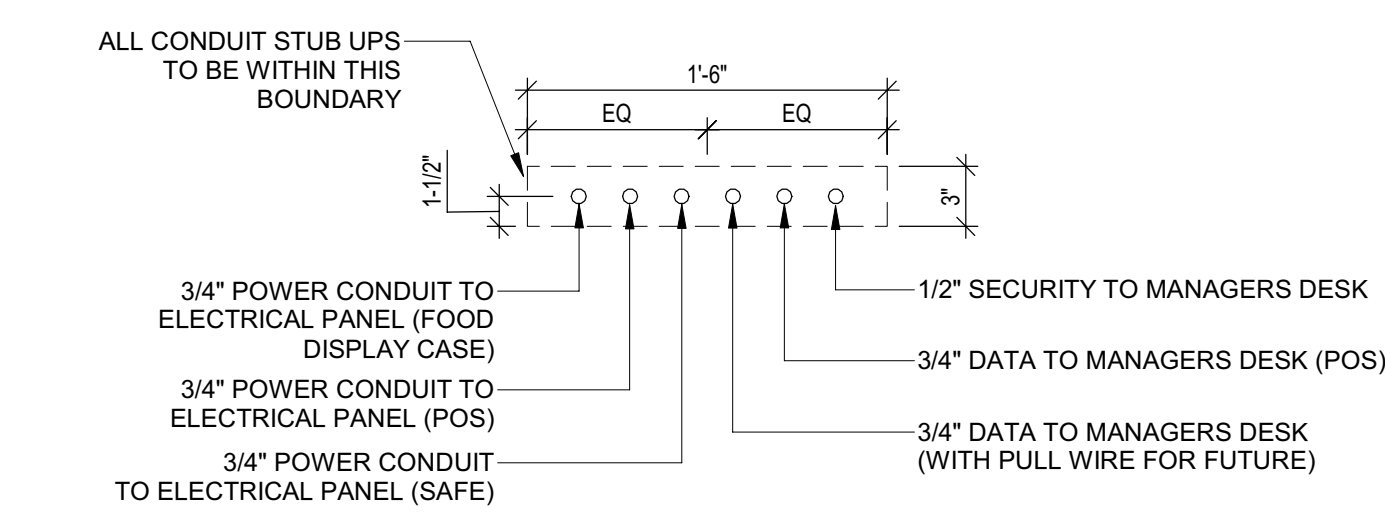 ALL CONDUIT STUB UPS
TO BE WITHIN THIS
BOUNDARY
1'-6"
EQ
EQ
1-1/2"
3"
3/4" POWER CONDUIT TO
ELECTRICAL PANEL (FOOD
DISPLAY CASE)
3/4" POWER CONDUIT TO
ELECTRICAL PANEL (POS)
3/4" POWER CONDUIT
TO ELECTRICAL PANEL (SAFE)
1/2" SECURITY TO MANAGERS DESK
3/4" DATA TO MANAGERS DESK (POS)
3/4" DATA TO MANAGERS DESK
(WITH PULL WIRE FOR FUTURE)